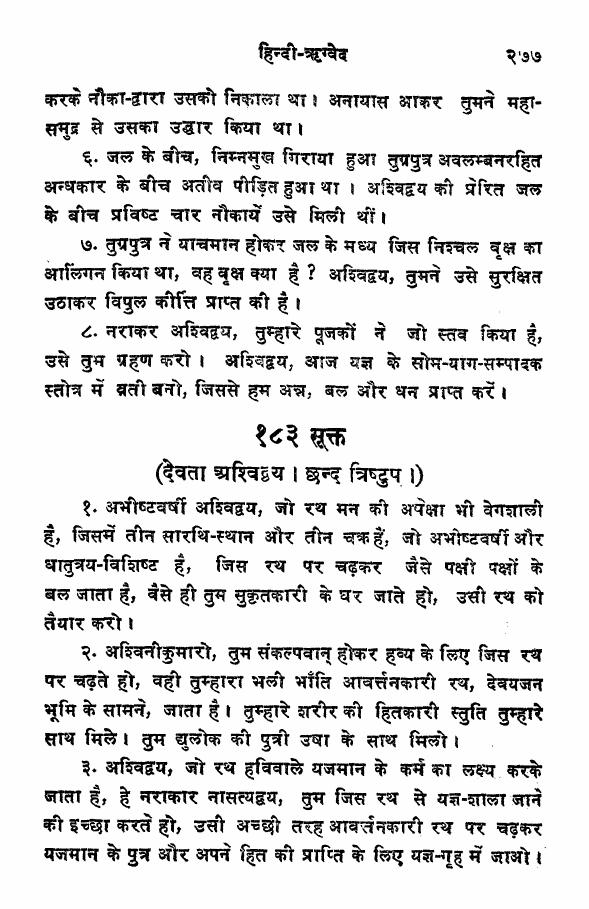 हिन्दी-ऋग्वेद २७७
करके नौका-द्वारा उसको निकाला था। अनायास आकर तुमने महा-
समुद्र से उसका उद्धार किया था।
६. जल के बीच, निम्नमुख गिराया हुआ तुग्रपुत्र अवलम्बनरहित
अन्धकार के बीच अतीव पीड़ित हुआ था। अश्विद्वय की प्रेरित जल
के बीच प्रविष्ट चार नौकायें उसे मिली थीं।
७. तुग्रपुत्र ने याचमान होकर जल के मध्य जिस निश्चल वृक्ष का
आलिंगन किया था, वह वृक्ष क्या है? अश्विद्वय, तुमने उसे सुरक्षित
उठाकर विपुल कीर्त्ति प्राप्त की है।
८. नराकर अश्विद्वय, तुम्हारे पूजकों ने जो स्तव किया है,
उसे तुम ग्रहण करो। अश्विद्वय, आज यज्ञ के सोम-याग-सम्पादक
स्तोत्र में व्रती बनो, जिससे हम अन्न, बल और धन प्राप्त करें।
१८३ सूक्त
(देवता अश्विद्वय। छन्द त्रिष्टुप।)
१. अभीष्टवर्षी अश्विद्वय, जो रथ मन की अपेक्षा भी वेगशाली
है, जिसमें तीन सारथि-स्थान और तीन चक्र हैं, जो अभीष्टवर्षी और
धातुत्रय-विशिष्ट है, जिस रथ पर चढ़कर जैसे पक्षी पक्षों के
बल जाता है, वैसे ही तुम सुकृतकारी के घर जाते हो, उसी रथ को
तैयार करो।
२. अश्विनीकुमारो, तुम संकल्पवान् होकर हव्य के लिए जिस रथ
पर चढ़ते हो, वही तुम्हारा भली भाँति आवर्त्तनकारी रथ, देवयजन
भूमि के सामने, जाता है। तुम्हारे शरीर की हितकारी स्तुति तुम्हारे
साथ मिले। तुम द्युलोक की पुत्री उषा के साथ मिलो।
३. अश्विद्वय, जो रथ हविवाले यजमान के कर्म का लक्ष्य करके
जाता है, हे नराकार नासत्यद्वय, तुम जिस रथ से यज्ञ-शाला जाने
की इच्छा करते हो, उसी अच्छी तरह आवर्त्तनकारी रथ पर चढ़कर
यजमान के पुत्र और अपने हित की प्राप्ति के लिए यज्ञ-गृह में जाओ।